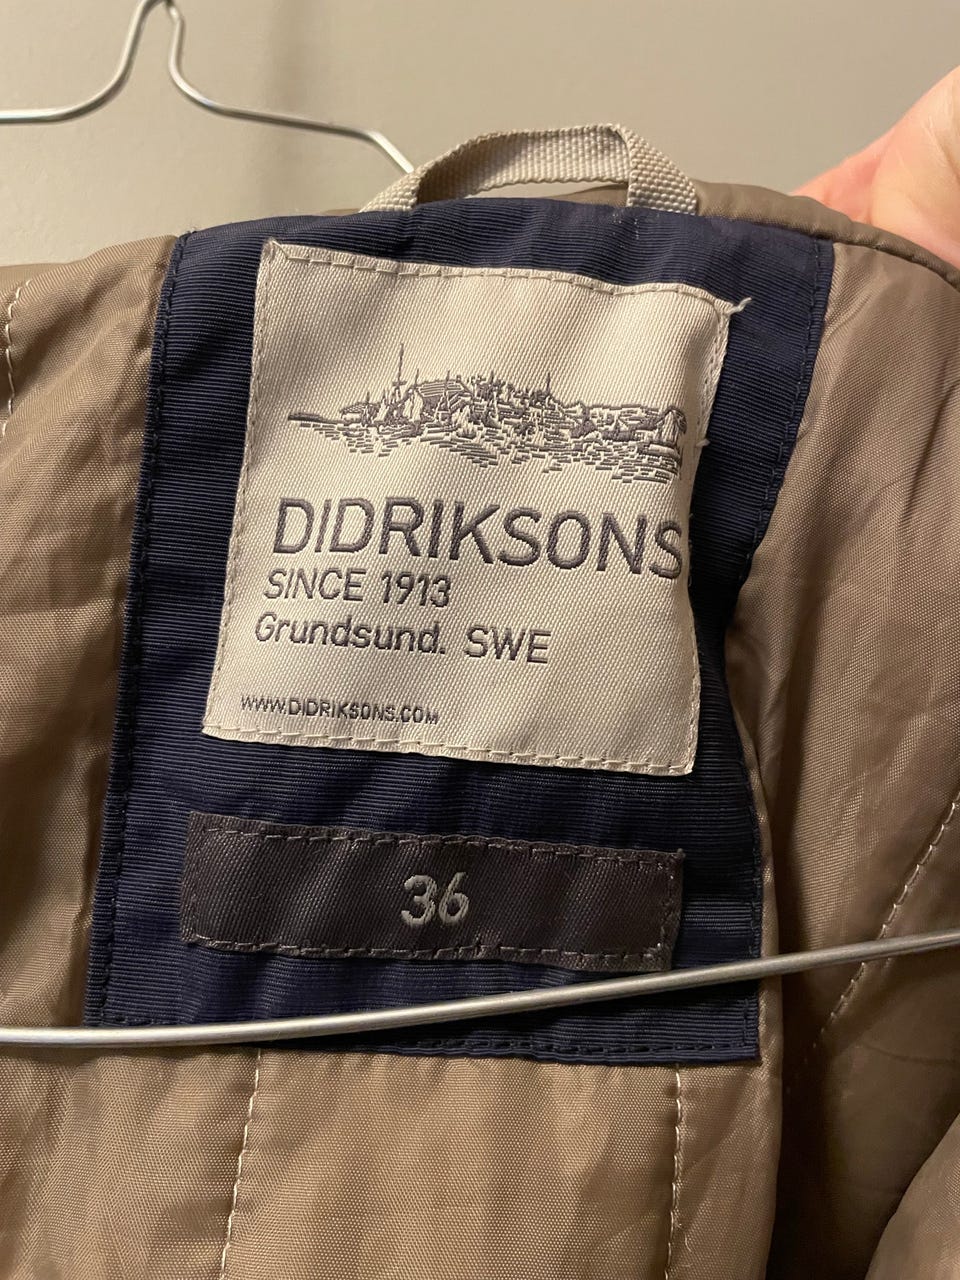 DIDRIKSONS
SINCE 1913
Grundsund. SWE
WWW.DIDRIKSONS.COM
36